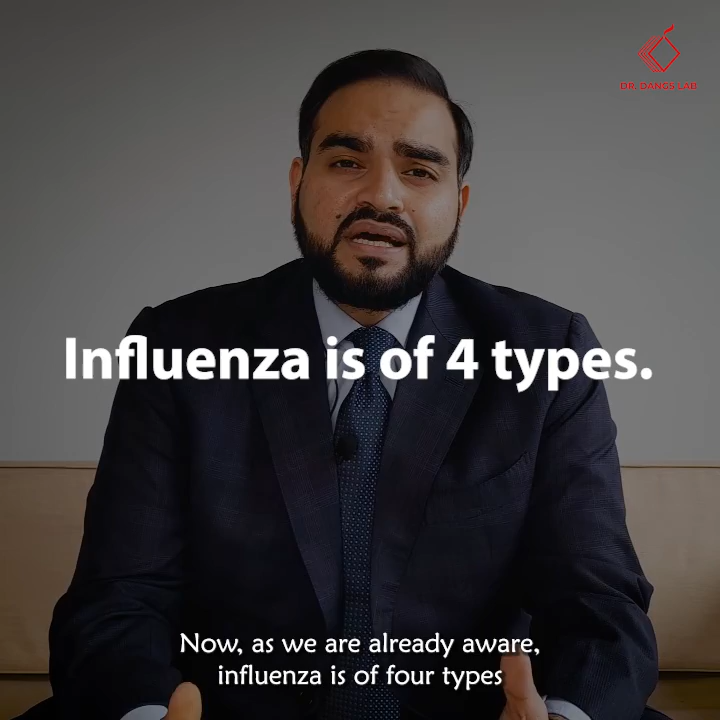 DR. DANGS LAB
Influenza is of 4 types.
Now, as we are already aware,
influenza is of four types